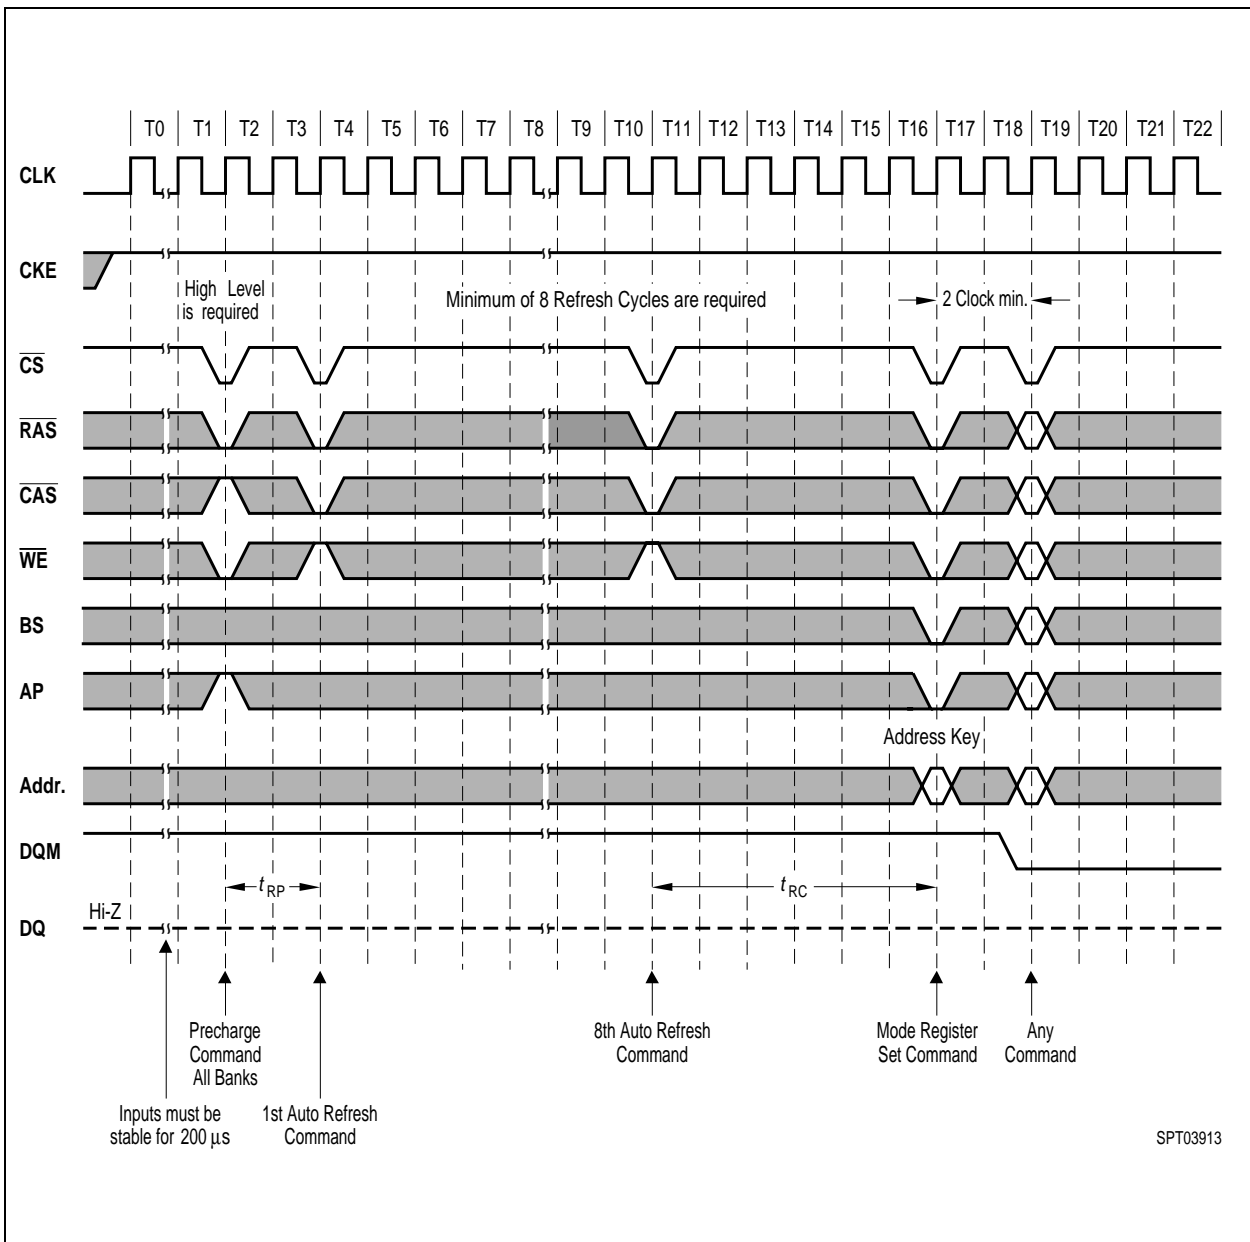 T0 T1 T2 T3 T4 T5 T6 T7 T8 T9 T10 T11 T12 T13 T14 T15 T16 T17 T18 T19 T20 T21 T22
CLK
CKE
High Level
is required
Minimum of 8 Refresh Cycles are required
2 Clock min.
CS
RAS
CAS
WE
BS
AP
Address Key
Addr.
DQM
tRP
tRC
Hi-Z
DQ
Precharge
Command
All Banks
8th Auto Refresh
Command
Mode Register
Set Command
Any
Command
Inputs must be
stable for 200 μs
1st Auto Refresh
Command
SPT03913